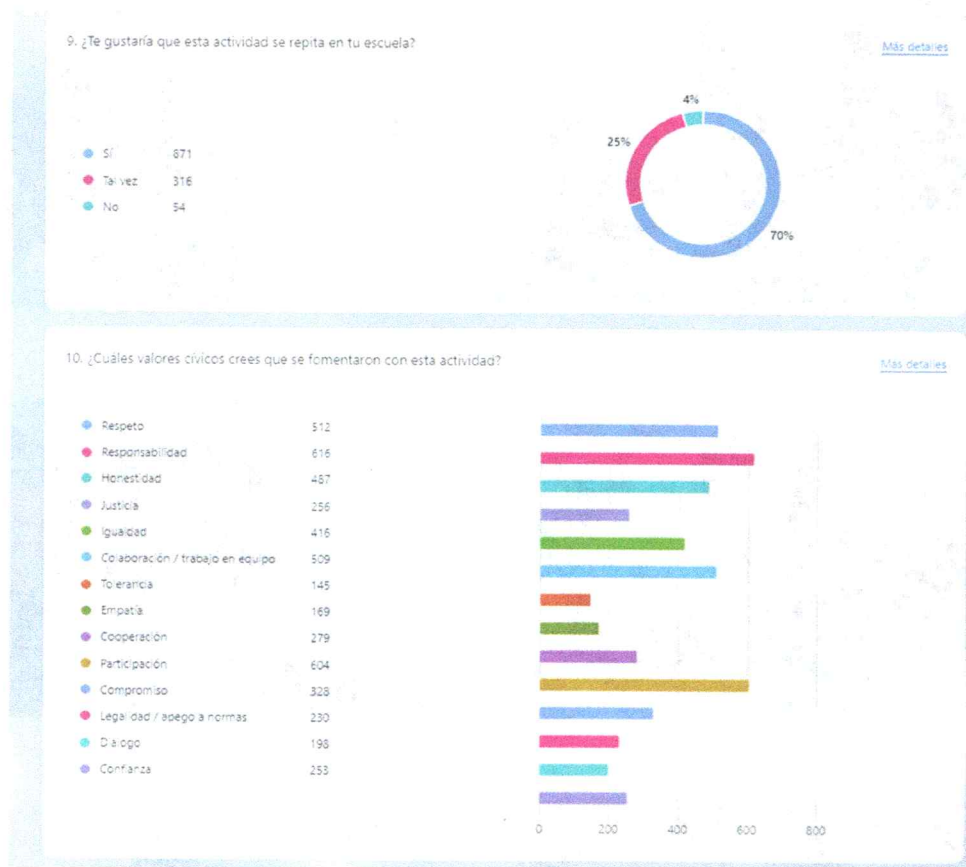 9. ¿Te gustaría que esta actividad se repita en tu escuela?
Más detalles
Sí 871
Tal vez 316
No 54
4%
25%
70%
10. ¿Cuáles valores cívicos crees que se fomentaron con esta actividad?
Más detalles
Respeto 512
Responsabilidad 616
Honestidad 487
Justicia 256
Igualdad 416
Colaboración / trabajo en equipo 509
Tolerancia 145
Empatía 169
Cooperación 279
Participación 604
Compromiso 328
Legalidad / apego a normas 230
Diálogo 198
Confianza 253
0 200 400 600 800